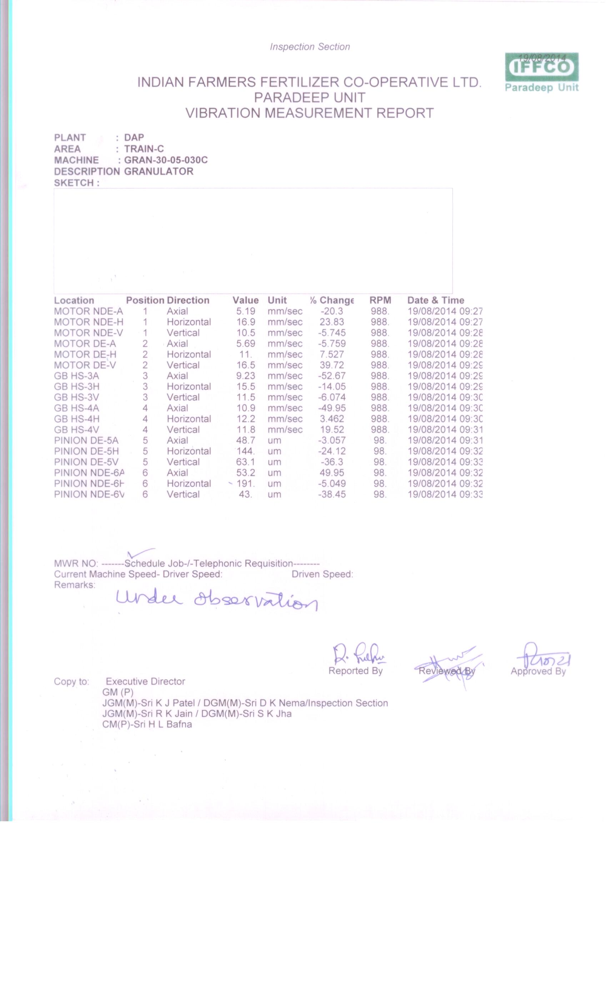 Inspection Section
19/08/2014
IFFCO
Paradeep Unit
INDIAN FARMERS FERTILIZER CO-OPERATIVE LTD.
PARADEEP UNIT
VIBRATION MEASUREMENT REPORT
PLANT : DAP
AREA : TRAIN-C
MACHINE : GRAN-30-05-030C
DESCRIPTION GRANULATOR
SKETCH :
Location Position Direction Value Unit % Change RPM Date & Time
MOTOR NDE-A 1 Axial 5.19 mm/sec -20.3 988. 19/08/2014 09:27
MOTOR NDE-H 1 Horizontal 16.9 mm/sec 23.83 988. 19/08/2014 09:27
MOTOR NDE-V 1 Vertical 10.5 mm/sec -5.745 988. 19/08/2014 09:28
MOTOR DE-A 2 Axial 5.69 mm/sec -5.759 988. 19/08/2014 09:28
MOTOR DE-H 2 Horizontal 11. mm/sec 7.527 988. 19/08/2014 09:28
MOTOR DE-V 2 Vertical 16.5 mm/sec 39.72 988. 19/08/2014 09:29
GB HS-3A 3 Axial 9.23 mm/sec -52.67 988. 19/08/2014 09:29
GB HS-3H 3 Horizontal 15.5 mm/sec -14.05 988. 19/08/2014 09:29
GB HS-3V 3 Vertical 11.5 mm/sec -6.074 988. 19/08/2014 09:30
GB HS-4A 4 Axial 10.9 mm/sec -49.95 988. 19/08/2014 09:30
GB HS-4H 4 Horizontal 12.2 mm/sec 3.462 988. 19/08/2014 09:30
GB HS-4V 4 Vertical 11.8 mm/sec 19.52 988. 19/08/2014 09:31
PINION DE-5A 5 Axial 48.7 um -3.057 98. 19/08/2014 09:31
PINION DE-5H 5 Horizontal 144. um -24.12 98. 19/08/2014 09:32
PINION DE-5V 5 Vertical 63.1 um -36.3 98. 19/08/2014 09:33
PINION NDE-6A 6 Axial 53.2 um 49.95 98. 19/08/2014 09:32
PINION NDE-6H 6 Horizontal 191. um -5.049 98. 19/08/2014 09:32
PINION NDE-6V 6 Vertical 43. um -38.45 98. 19/08/2014 09:33
MWR NO: -------Schedule Job-/-Telephonic Requisition--------
Current Machine Speed- Driver Speed: Driven Speed:
Remarks:
Under observation
Reported By Reviewed By Approved By
Copy to: Executive Director
GM (P)
JGM(M)-Sri K J Patel / DGM(M)-Sri D K Nema/Inspection Section
JGM(M)-Sri R K Jain / DGM(M)-Sri S K Jha
CM(P)-Sri H L Bafna